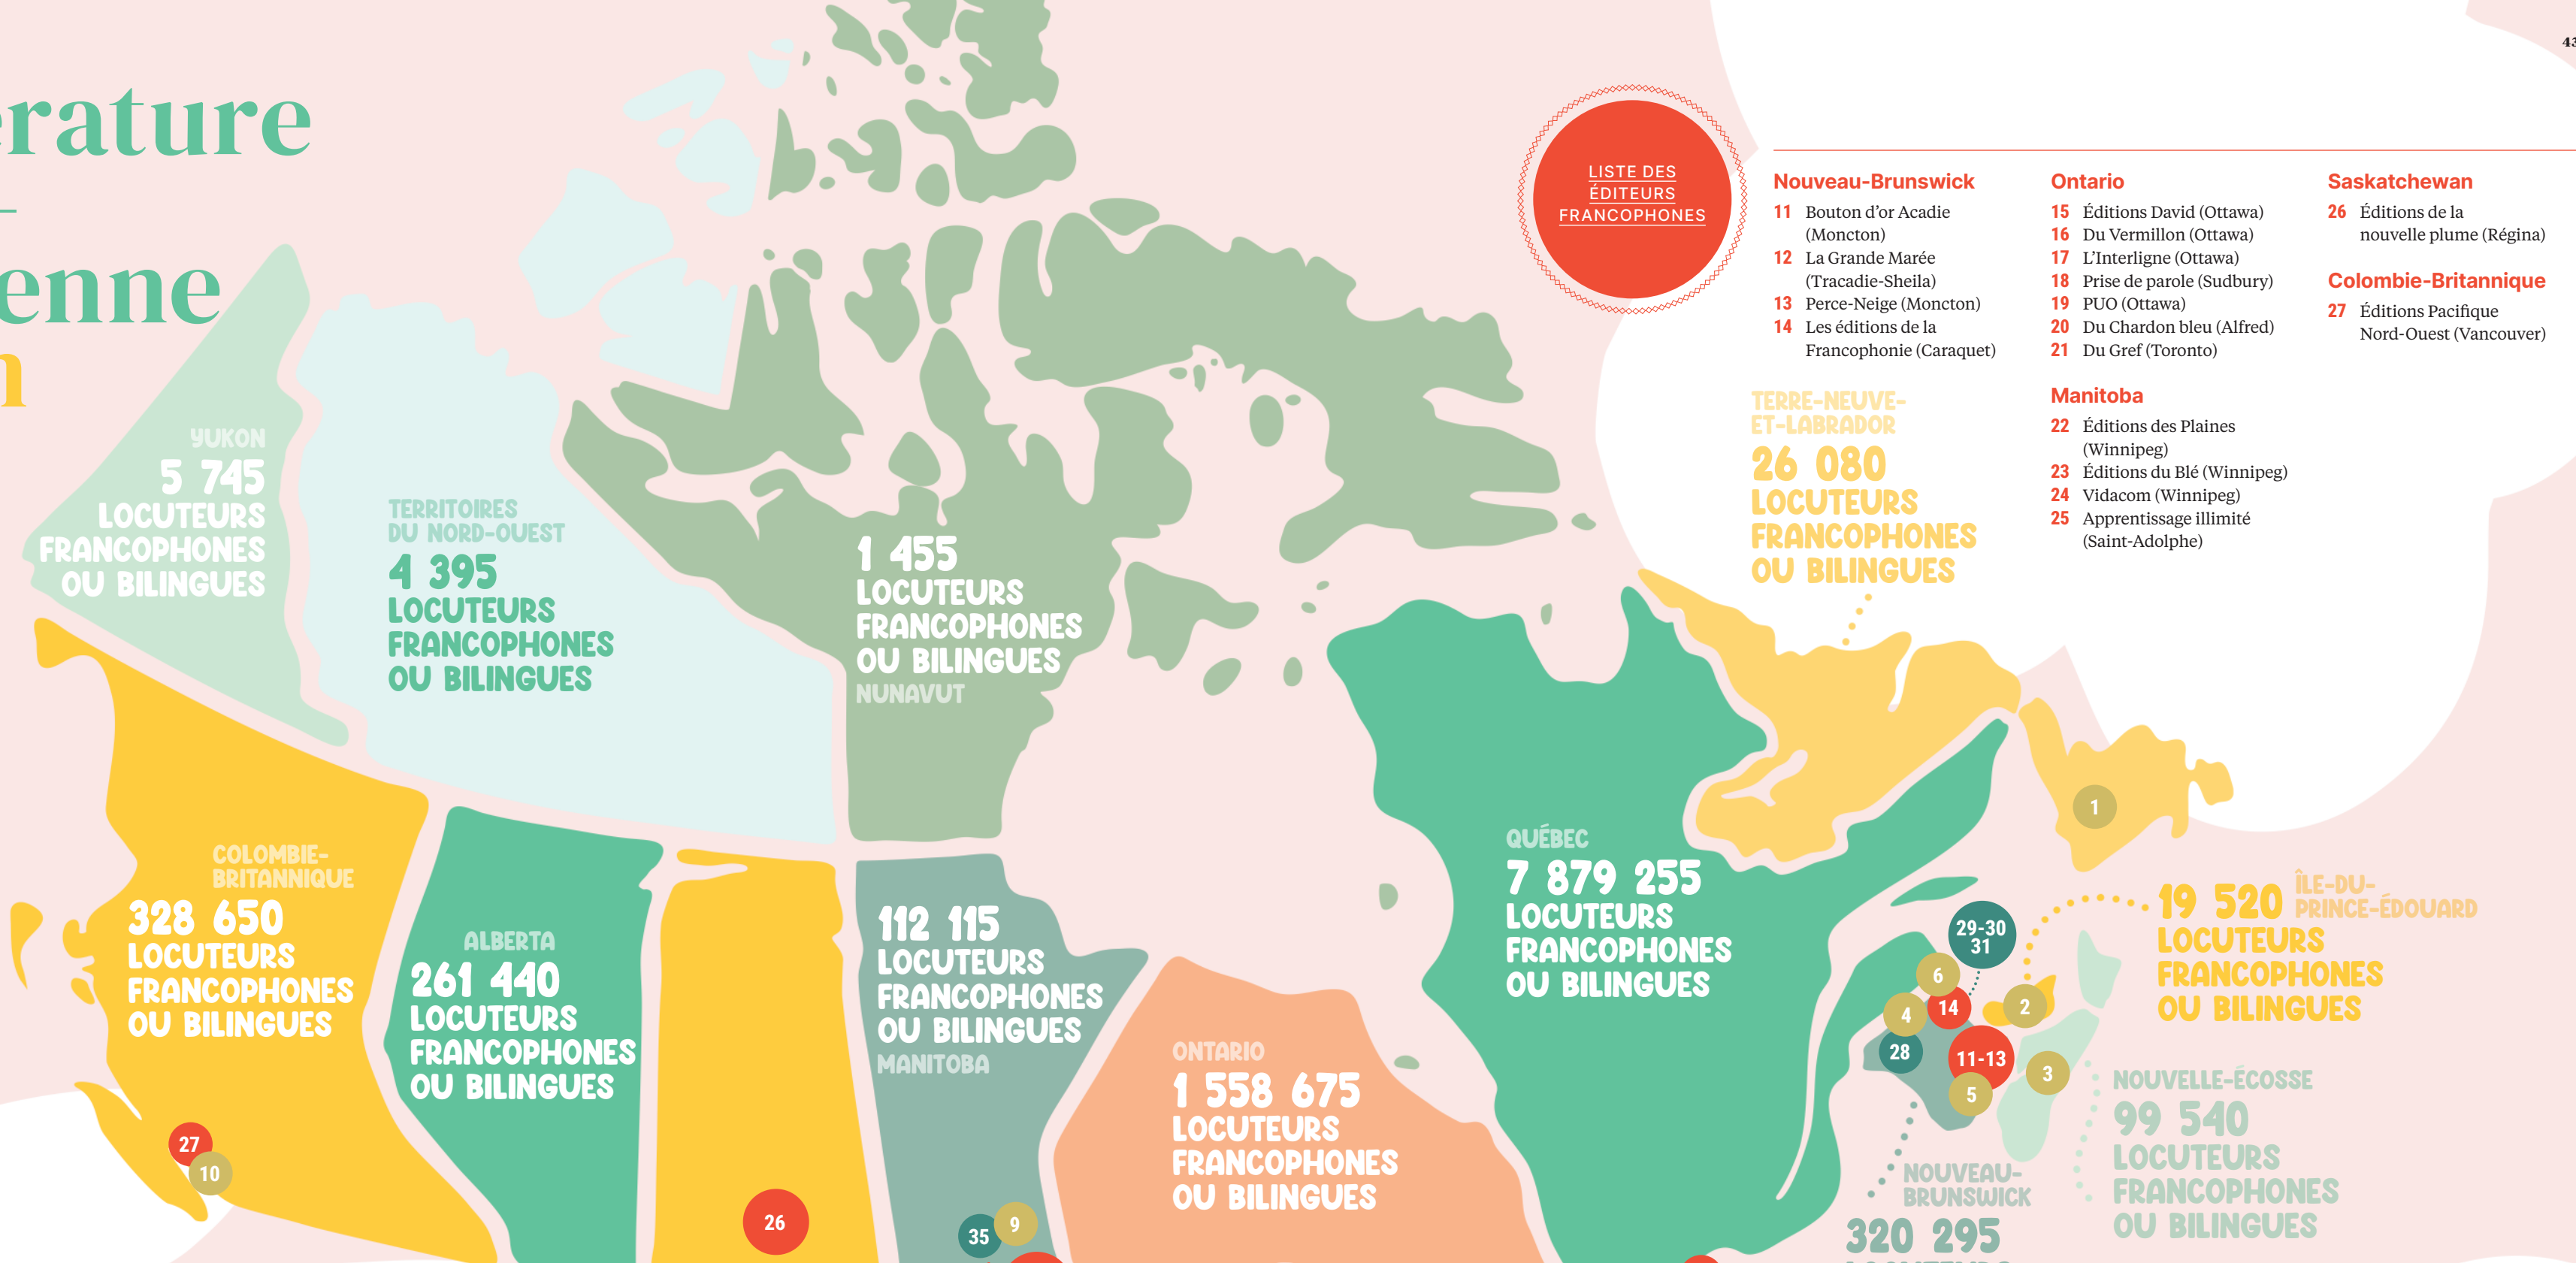 43
erature
–
enne
n
LISTE DES
ÉDITEURS
FRANCOPHONES
Nouveau-Brunswick
11 Bouton d’or Acadie
(Moncton)
12 La Grande Marée
(Tracadie-Sheila)
13 Perce-Neige (Moncton)
14 Les éditions de la
Francophonie (Caraquet)
Ontario
15 Éditions David (Ottawa)
16 Du Vermillon (Ottawa)
17 L’Interligne (Ottawa)
18 Prise de parole (Sudbury)
19 PUO (Ottawa)
20 Du Chardon bleu (Alfred)
21 Du Gref (Toronto)
Manitoba
22 Éditions des Plaines
(Winnipeg)
23 Éditions du Blé (Winnipeg)
24 Vidacom (Winnipeg)
25 Apprentissage illimité
(Saint-Adolphe)
Saskatchewan
26 Éditions de la
nouvelle plume (Régina)
Colombie-Britannique
27 Éditions Pacifique
Nord-Ouest (Vancouver)
YUKON
5 745
LOCUTEURS
FRANCOPHONES
OU BILINGUES
TERRITOIRES
DU NORD-OUEST
4 395
LOCUTEURS
FRANCOPHONES
OU BILINGUES
1 455
LOCUTEURS
FRANCOPHONES
OU BILINGUES
NUNAVUT
TERRE-NEUVE-
ET-LABRADOR
26 080
LOCUTEURS
FRANCOPHONES
OU BILINGUES
COLOMBIE-
BRITANNIQUE
328 650
LOCUTEURS
FRANCOPHONES
OU BILINGUES
27
10
ALBERTA
261 440
LOCUTEURS
FRANCOPHONES
OU BILINGUES
26
112 115
LOCUTEURS
FRANCOPHONES
OU BILINGUES
MANITOBA
35
9
ONTARIO
1 558 675
LOCUTEURS
FRANCOPHONES
OU BILINGUES
QUÉBEC
7 879 255
LOCUTEURS
FRANCOPHONES
OU BILINGUES
1
29-30
31
6
14
4
2
28
11-13
3
5
19 520 ÎLE-DU-
PRINCE-ÉDOUARD
LOCUTEURS
FRANCOPHONES
OU BILINGUES
NOUVELLE-ÉCOSSE
99 540
LOCUTEURS
FRANCOPHONES
OU BILINGUES
NOUVEAU-
BRUNSWICK
320 295